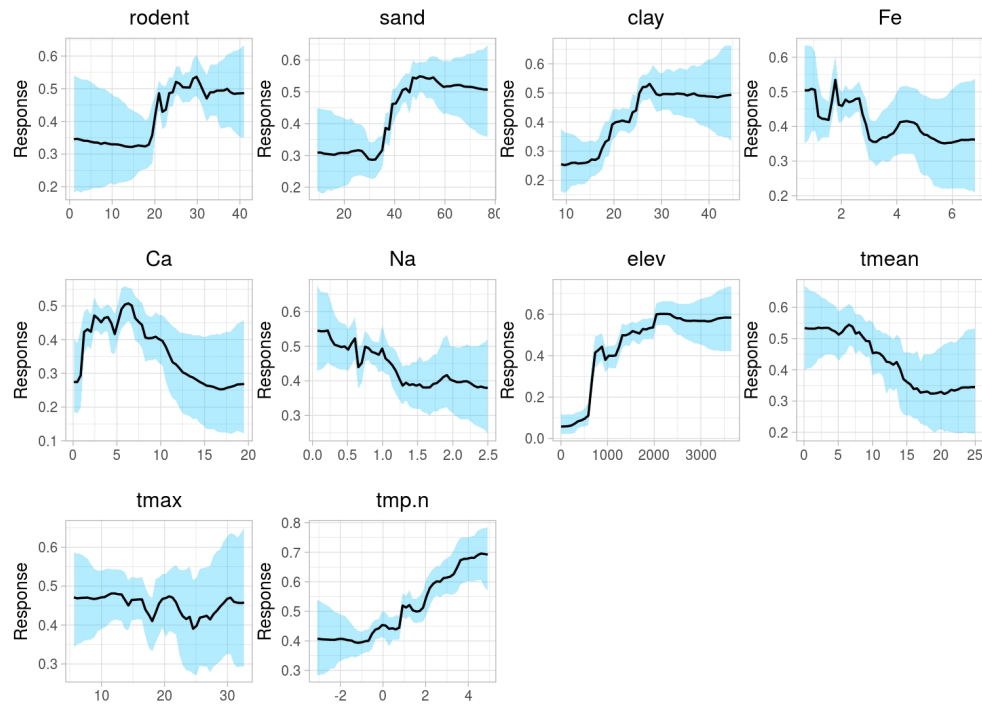 rodent sand clay Fe
Response 0.6 0.5 0.4 0.3 0.2 0 10 20 30 40
Response 0.6 0.5 0.4 0.3 0.2 20 40 60 80
Response 0.6 0.5 0.4 0.3 0.2 10 20 30 40
Response 0.6 0.5 0.4 0.3 0.2 2 4 6
Ca Na elev tmean
Response 0.5 0.4 0.3 0.2 0.1 0 5 10 15 20
Response 0.6 0.5 0.4 0.3 0.0 0.5 1.0 1.5 2.0 2.5
Response 0.6 0.4 0.2 0.0 0 1000 2000 3000
Response 0.6 0.5 0.4 0.3 0.2 0 5 10 15 20 25
tmax tmp.n
Response 0.6 0.5 0.4 0.3 10 20 30
Response 0.8 0.7 0.6 0.5 0.4 0.3 -2 0 2 4